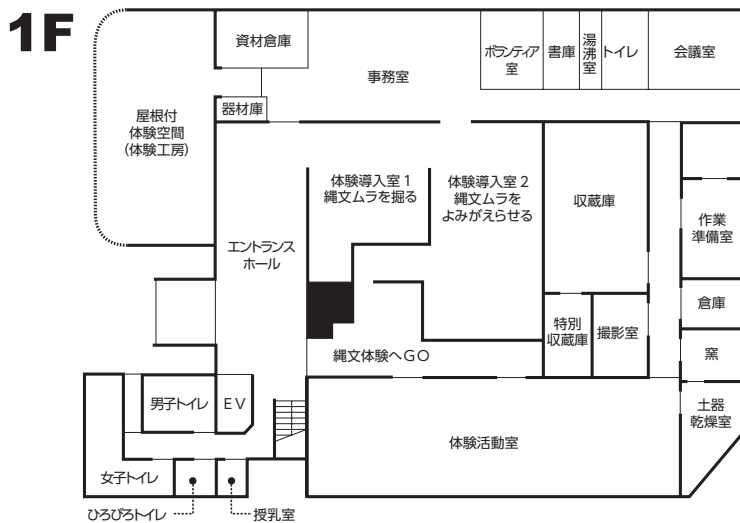 1F
資材倉庫
事務室
ボランティア
室
書庫
湯
沸
室
トイレ
会議室
器材庫
屋根付
体験空間
(体験工房)
体験導入室 1
縄文ムラを掘る
体験導入室 2
縄文ムラを
よみがえらせる
収蔵庫
作業
準備室
エントランス
ホール
倉庫
特別
収蔵庫
撮影室
縄文体験へGO
窯
男子トイレ
EV
土器
乾燥室
体験活動室
女子トイレ
ひろびろトイレ
授乳室